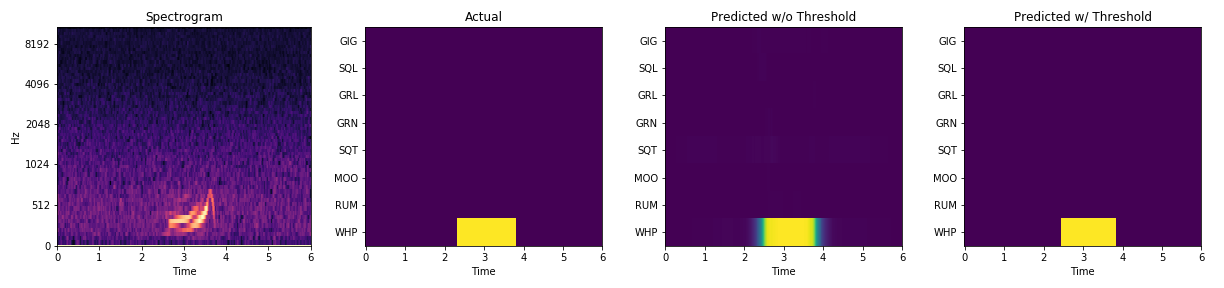 Spectrogram
8192
4096
2048
1024
512
0
Hz
0 1 2 3 4 5 6
Time
Actual
GIG
SQL
GRL
GRN
SQT
MOO
RUM
WHP
0 1 2 3 4 5 6
Time
Predicted w/o Threshold
GIG
SQL
GRL
GRN
SQT
MOO
RUM
WHP
0 1 2 3 4 5 6
Time
Predicted w/ Threshold
GIG
SQL
GRL
GRN
SQT
MOO
RUM
WHP
0 1 2 3 4 5 6
Time